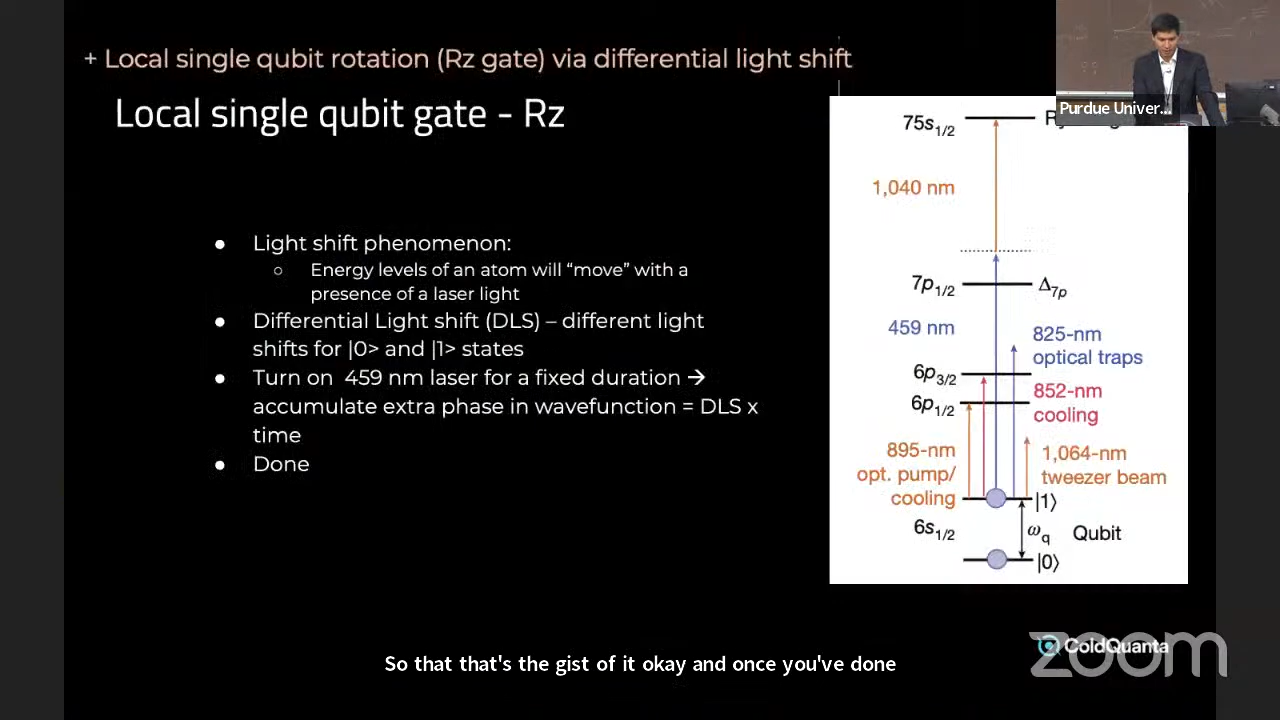 + Local single qubit rotation (Rz gate) via differential light shift
Local single qubit gate - Rz
Purdue Univer...
● Light shift phenomenon:
○ Energy levels of an atom will “move” with a
presence of a laser light
● Differential Light shift (DLS) – different light
shifts for |0> and |1> states
● Turn on 459 nm laser for a fixed duration →
accumulate extra phase in wavefunction = DLS x
time
● Done
75s1/2
1,040 nm
7p1/2
Δ7p
459 nm
825-nm
optical traps
6p3/2
852-nm
cooling
6p1/2
895-nm
opt. pump/
cooling
1,064-nm
tweezer beam
|1⟩
6s1/2
ωq Qubit
|0⟩
ColdQuanta
zoom
So that that's the gist of it okay and once you've done